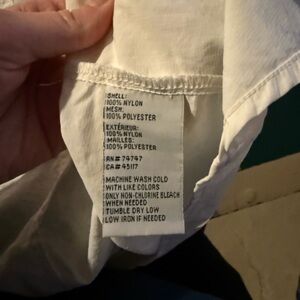 SHELL:
100% NYLON
MESH:
100% POLYESTER
EXTÉRIEUR:
100% NYLON
MAILLES:
100% POLYESTER
RN# 74747
CA# 45117
MACHINE WASH COLD
WITH LIKE COLORS
ONLY NON-CHLORINE BLEACH
WHEN NEEDED
TUMBLE DRY LOW
LOW IRON IF NEEDED